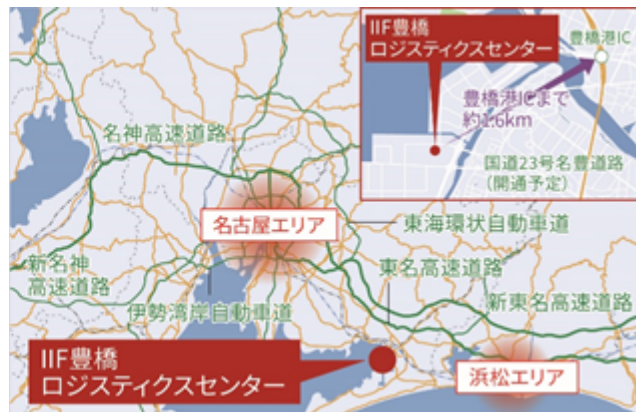 IIF豊橋
ロジスティクスセンター
豊橋港IC
豊橋港ICまで
約1.6km
国道23号名豊道路
（開通予定）
名神高速道路
名古屋エリア
東海環状自動車道
新名神
高速道路
東名高速道路
伊勢湾岸自動車道
新東名高速道路
IIF豊橋
ロジスティクスセンター
浜松エリア